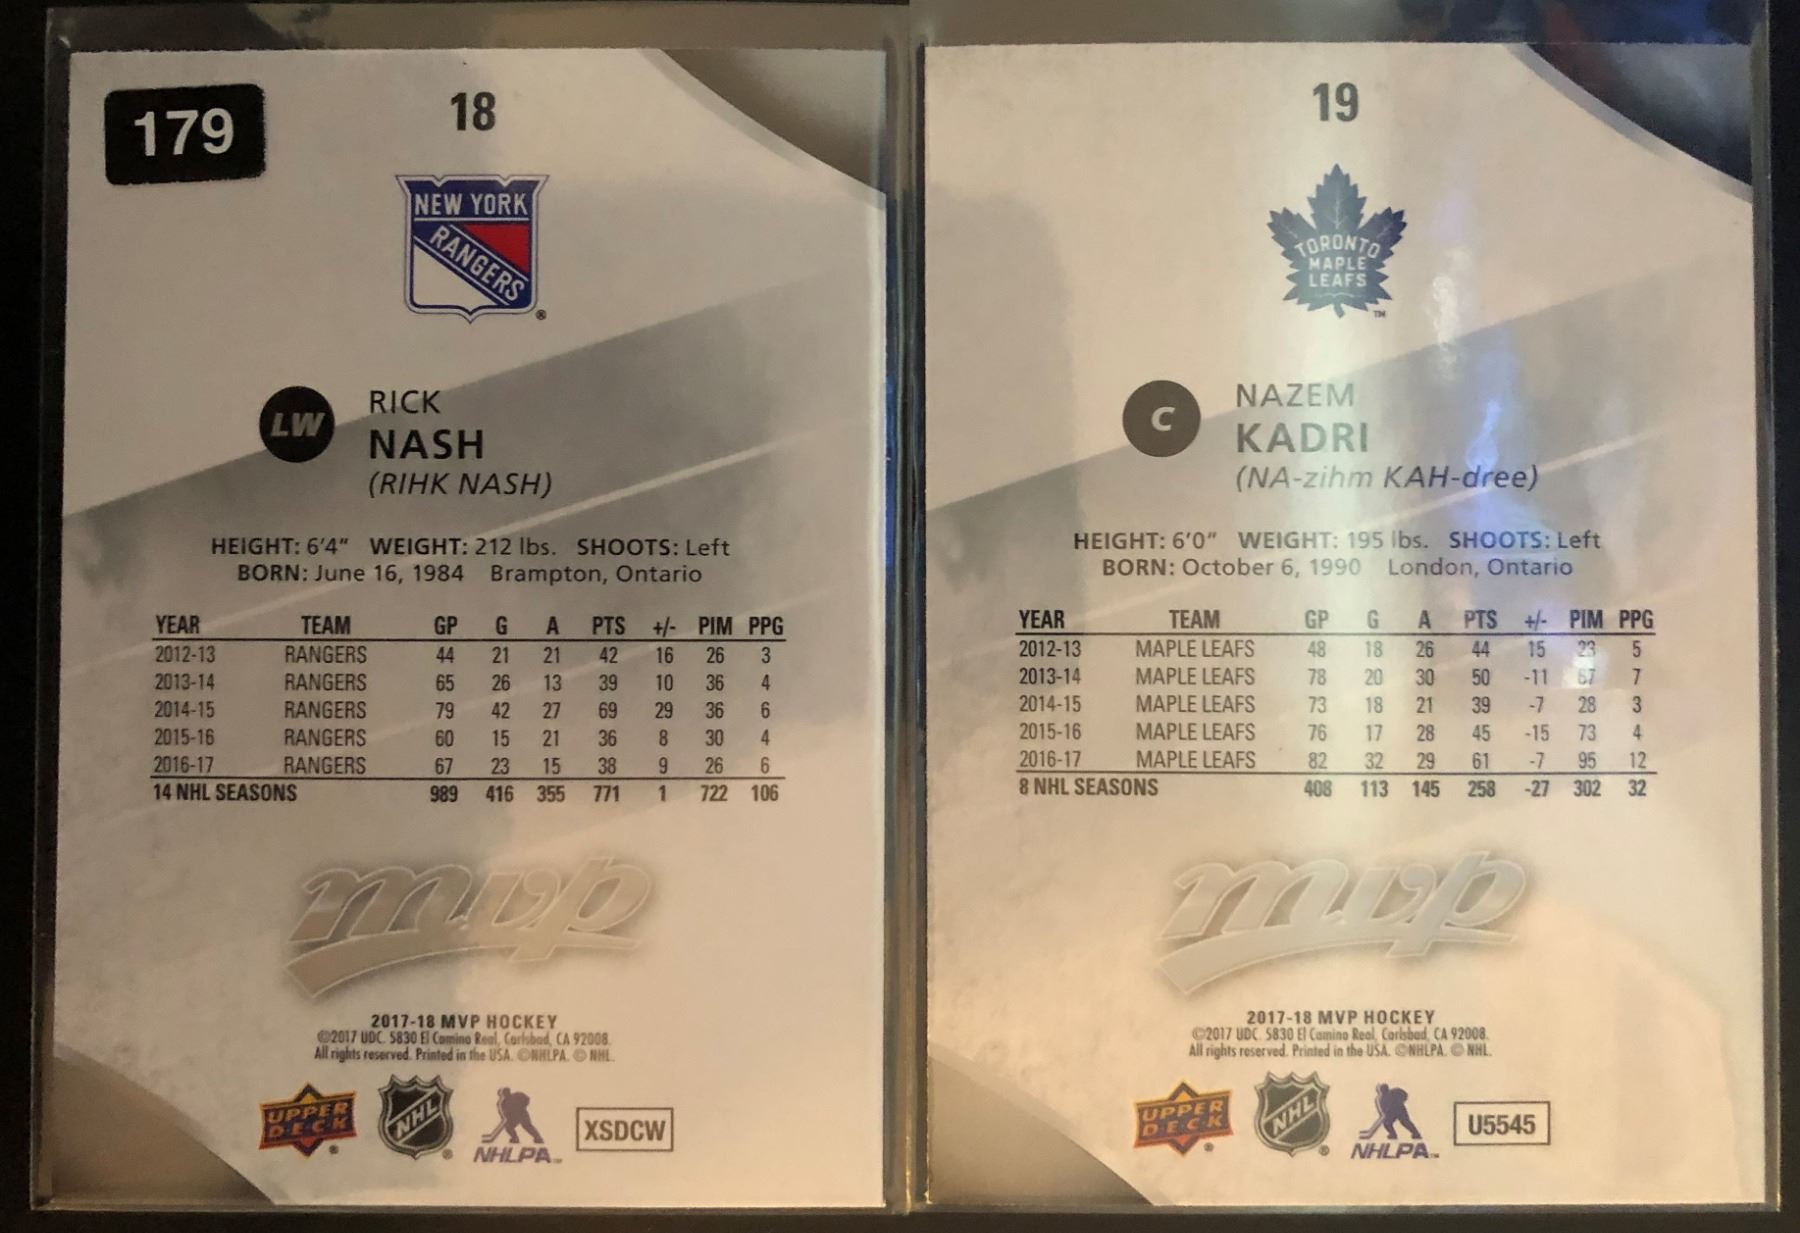 179
18
NEW YORK
RANGERS
®
LW
RICK
NASH
(RIHK NASH)
HEIGHT: 6'4" WEIGHT: 212 lbs. SHOOTS: Left
BORN: June 16, 1984 Brampton, Ontario
YEAR TEAM GP G A PTS +/- PIM PPG
2012-13 RANGERS 44 21 21 42 16 26 3
2013-14 RANGERS 65 26 13 39 10 36 4
2014-15 RANGERS 79 42 27 69 29 36 6
2015-16 RANGERS 60 15 21 36 8 30 4
2016-17 RANGERS 67 23 15 38 9 26 6
14 NHL SEASONS 989 416 355 771 1 722 106
mvp
2017-18 MVP HOCKEY
©2017 UDC. 5830 El Camino Real, Carlsbad, CA 92008.
All rights reserved. Printed in the USA. ©NHLPA. © NHL.
UPPER
DECK®
NHL®
NHLPA™
XSDCW
19
TORONTO
MAPLE
LEAFS
™
C
NAZEM
KADRI
(NA-zihm KAH-dree)
HEIGHT: 6'0" WEIGHT: 195 lbs. SHOOTS: Left
BORN: October 6, 1990 London, Ontario
YEAR TEAM GP G A PTS +/- PIM PPG
2012-13 MAPLE LEAFS 48 18 26 44 15 23 5
2013-14 MAPLE LEAFS 78 20 30 50 -11 67 7
2014-15 MAPLE LEAFS 73 18 21 39 -7 28 3
2015-16 MAPLE LEAFS 76 17 28 45 -15 73 4
2016-17 MAPLE LEAFS 82 32 29 61 -7 95 12
8 NHL SEASONS 408 113 145 258 -27 302 32
mvp
2017-18 MVP HOCKEY
©2017 UDC. 5830 El Camino Real, Carlsbad, CA 92008.
All rights reserved. Printed in the USA. ©NHLPA. © NHL.
UPPER
DECK®
NHL®
NHLPA™
U5545